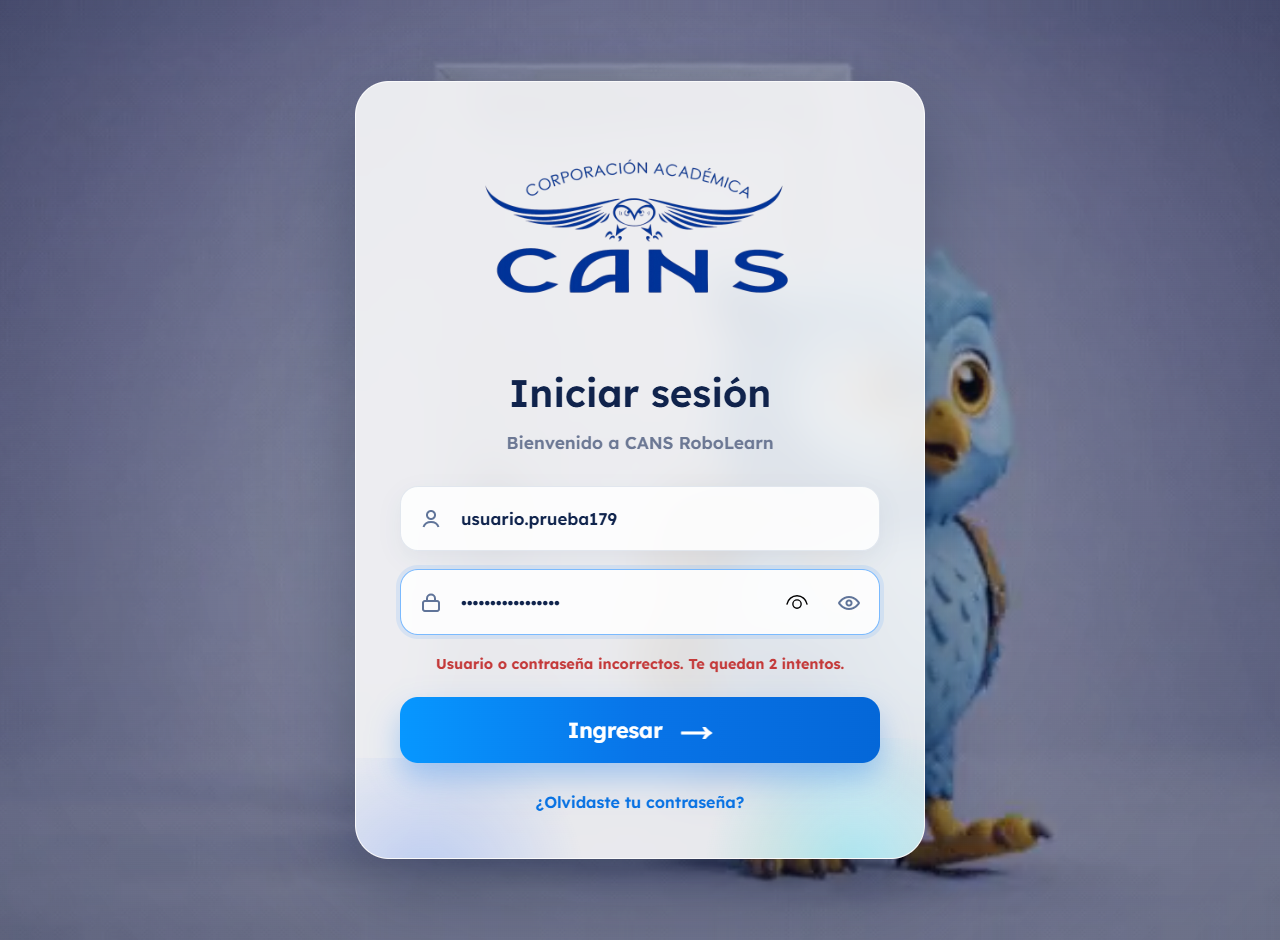 CORPORACIÓN ACADÉMICA
CANS
Iniciar sesión
Bienvenido a CANS RoboLearn
usuario.prueba179
•••••••••••••••••
Usuario o contraseña incorrectos. Te quedan 2 intentos.
Ingresar →
¿Olvidaste tu contraseña?